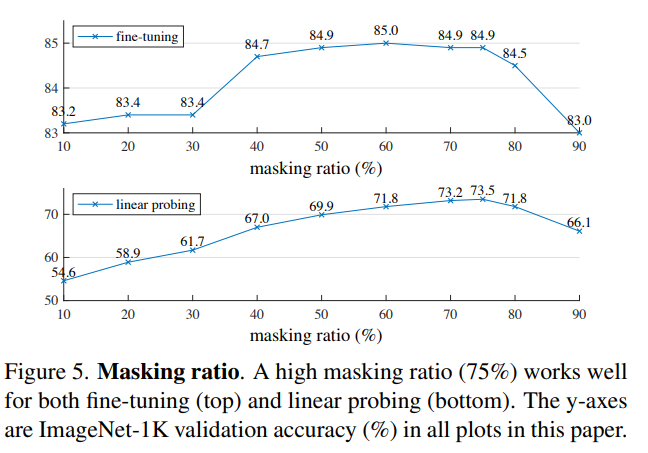 fine-tuning
85
84
83
83.2
83.4
83.4
84.7
84.9
85.0
84.9
84.9
84.5
83.0
10 20 30 40 50 60 70 80 90
masking ratio (%)
linear probing
70
60
50
54.6
58.9
61.7
67.0
69.9
71.8
73.2
73.5
71.8
66.1
10 20 30 40 50 60 70 80 90
masking ratio (%)
Figure 5. Masking ratio. A high masking ratio (75%) works well
for both fine-tuning (top) and linear probing (bottom). The y-axes
are ImageNet-1K validation accuracy (%) in all plots in this paper.